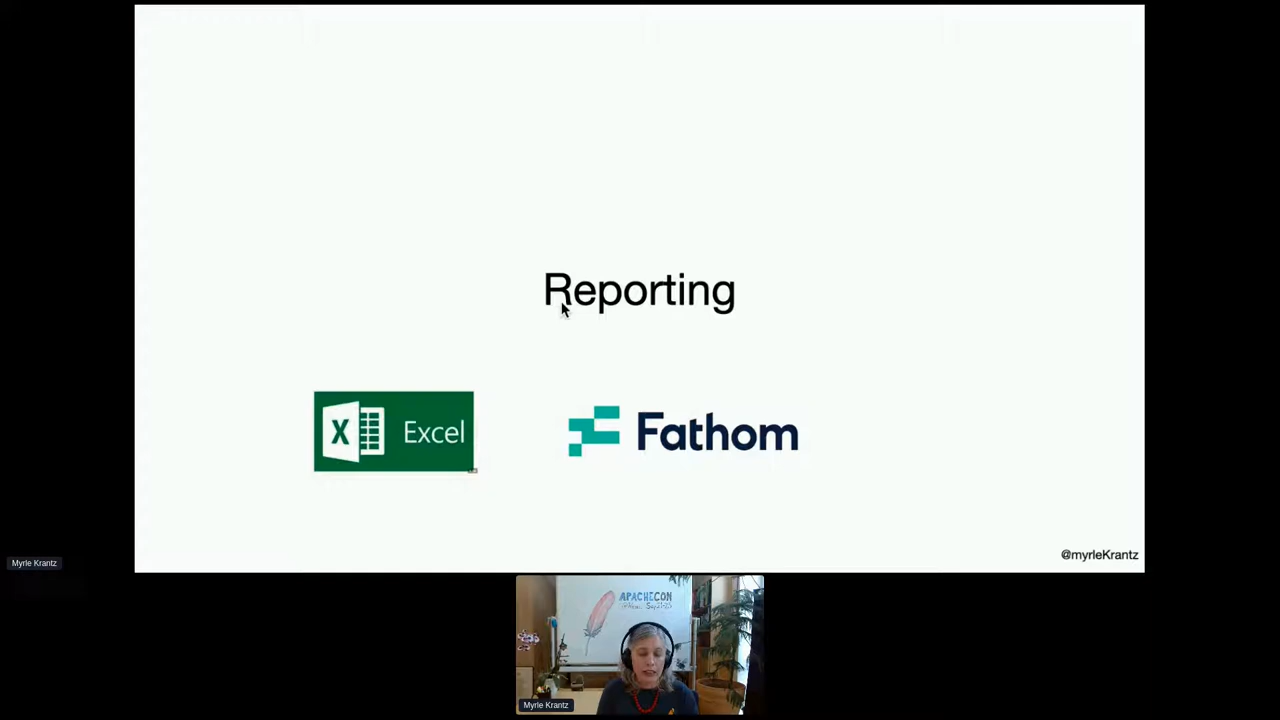 Reporting
X Excel
Fathom
@myrleKrantz
Myrle Krantz
APACHECON
Myrle Krantz